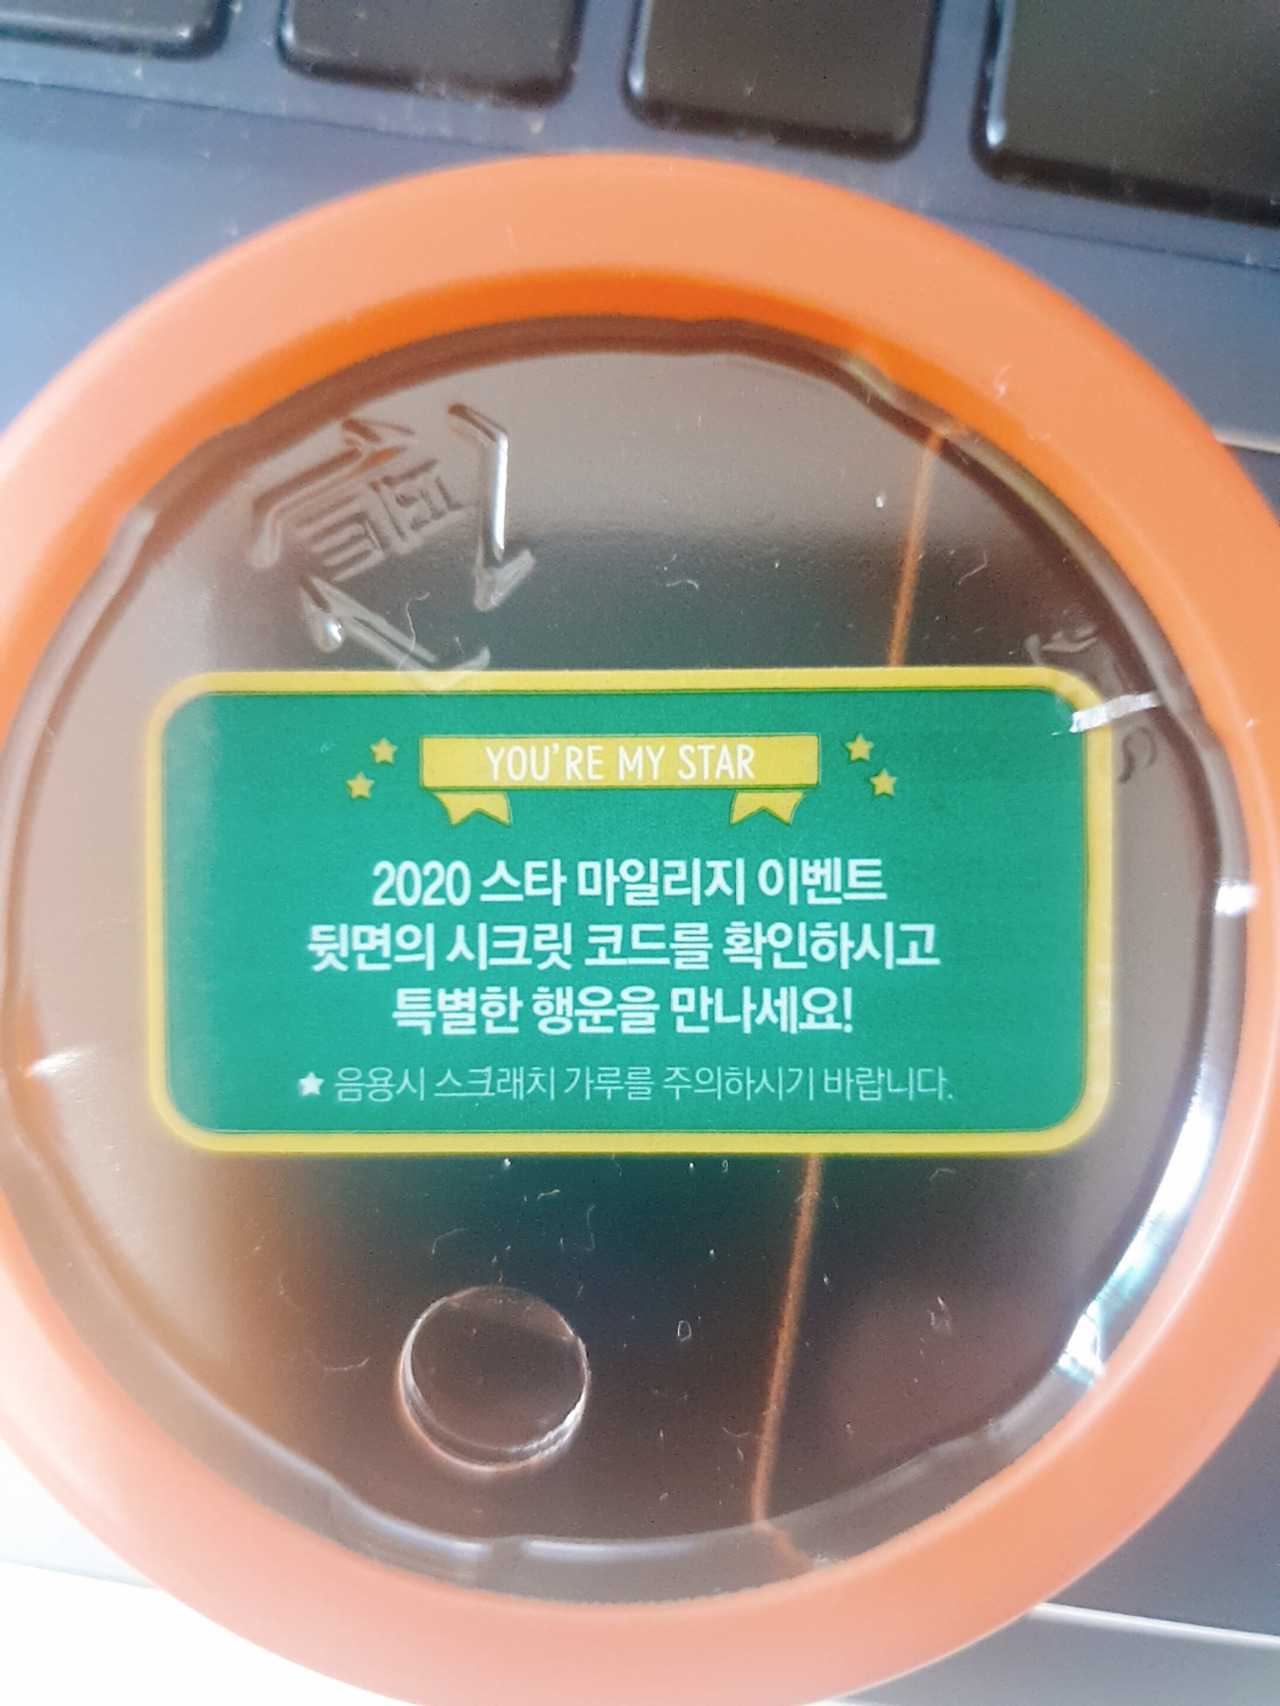 YOU'RE MY STAR
2020 스타 마일리지 이벤트
뒷면의 시크릿 코드를 확인하시고
특별한 행운을 만나세요!
★ 음용시 스크래치 가루를 주의하시기 바랍니다.